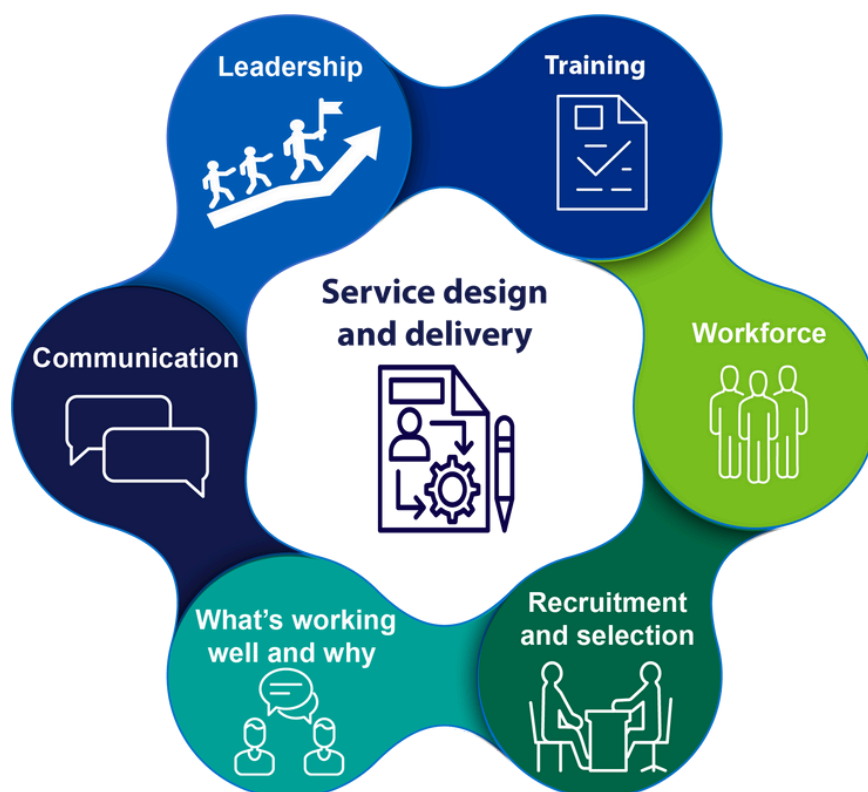 Leadership
Training
Service design
and delivery
Communication
Workforce
What’s working
well and why
Recruitment
and selection